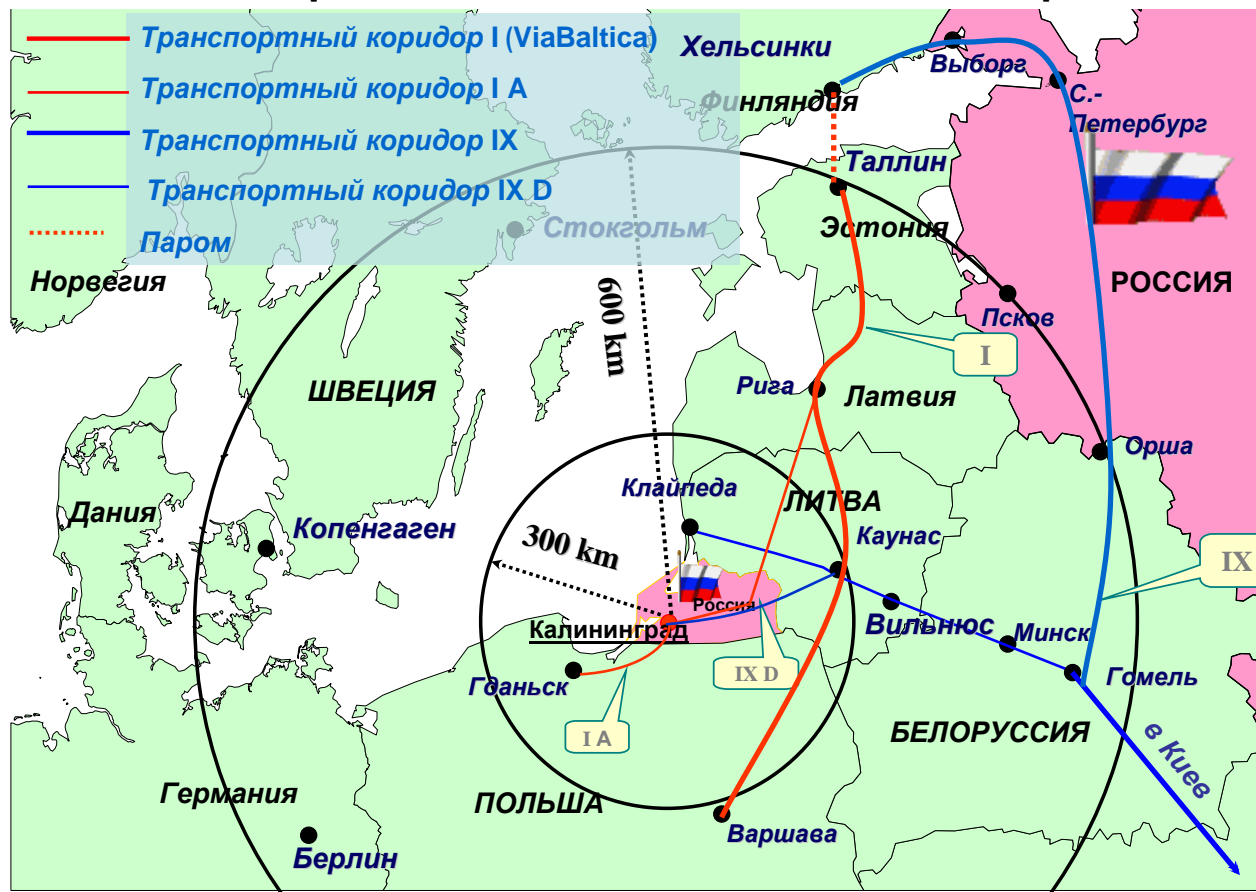 Транспортный коридор I (ViaBaltica)
Транспортный коридор I A
Транспортный коридор IX
Транспортный коридор IX D
Паром
Хельсинки
Выборг
Финляндия
С.-
Петербург
Таллин
Эстония
Стокгольм
Норвегия
600 km
РОССИЯ
Псков
I
ШВЕЦИЯ
Рига
Латвия
Орша
Клайпеда
ЛИТВА
Дания
Копенгаген
300 km
Каунас
IX
Россия
Калининград
Вильнюс
Минск
Гданьск
IX D
Гомель
I A
БЕЛОРУССИЯ
в Киев
Германия
ПОЛЬША
Варшава
Берлин